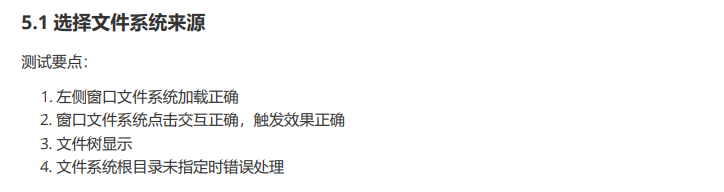 5.1 选择文件系统来源
测试要点：
1. 左侧窗口文件系统加载正确
2. 窗口文件系统点击交互正确，触发效果正确
3. 文件树显示
4. 文件系统根目录未指定时错误处理